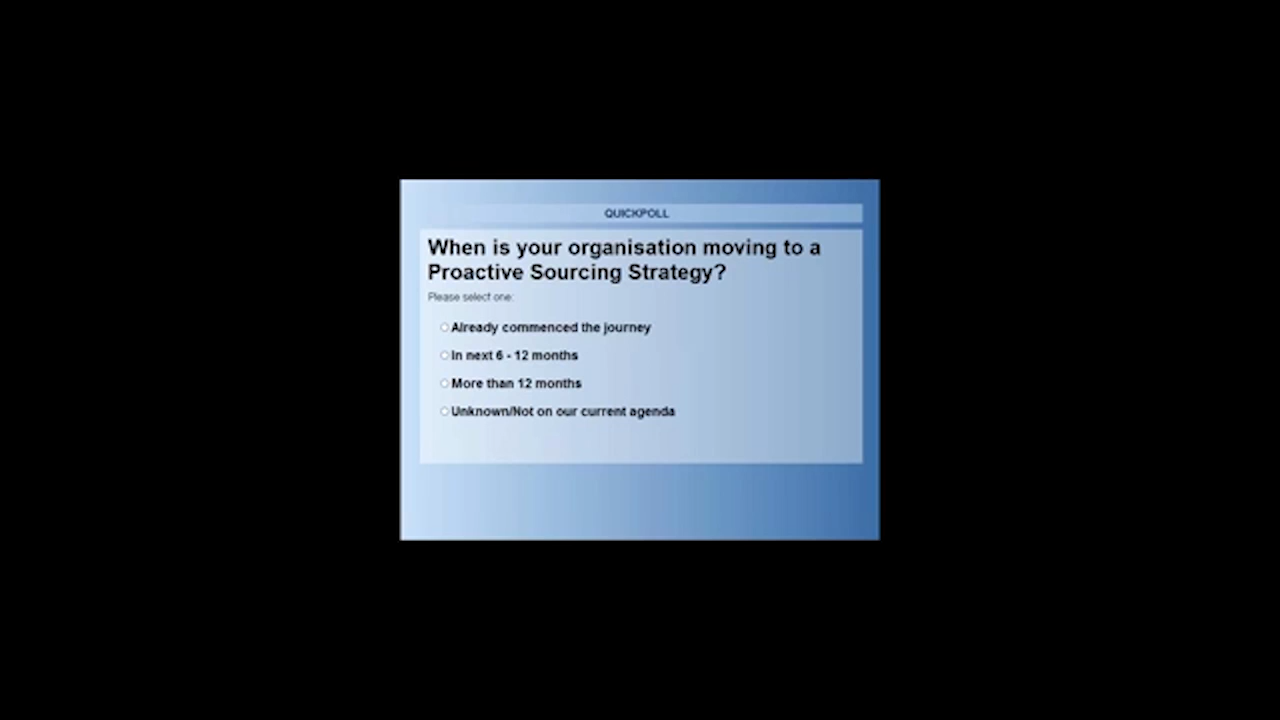 QUICKPOLL
When is your organisation moving to a
Proactive Sourcing Strategy?
Please select one:
Already commenced the journey
In next 6 - 12 months
More than 12 months
Unknown/Not on our current agenda